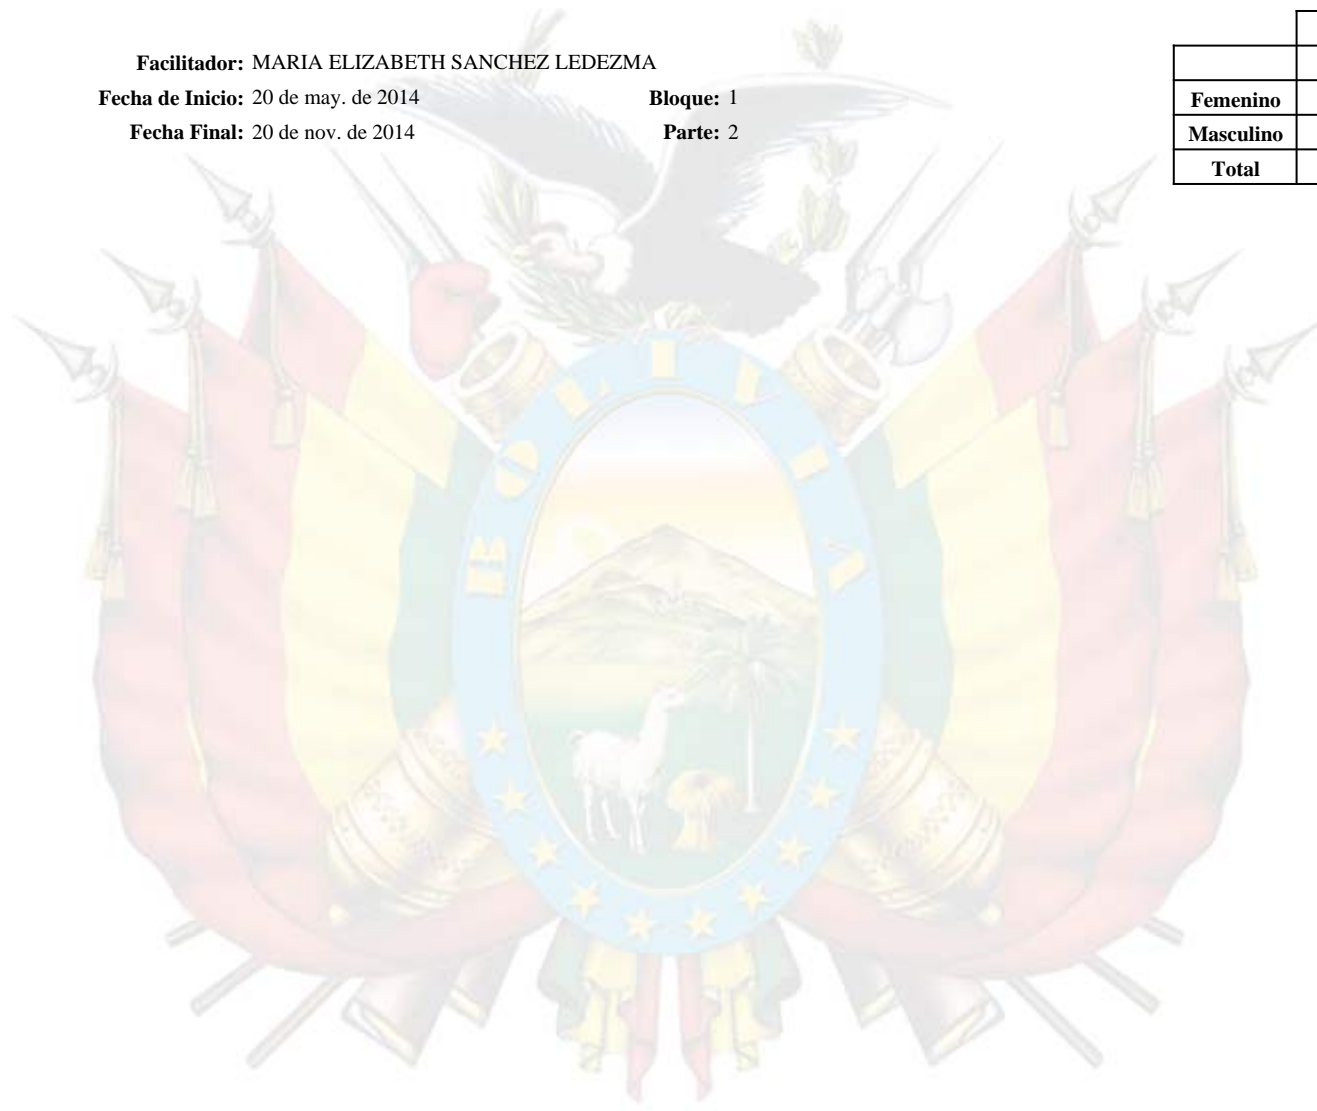 Facilitador: MARIA ELIZABETH SANCHEZ LEDEZMA
Fecha de Inicio: 20 de may. de 2014 Bloque: 1
Fecha Final: 20 de nov. de 2014 Parte: 2
Femenino
Masculino
Total
BOLIVIA